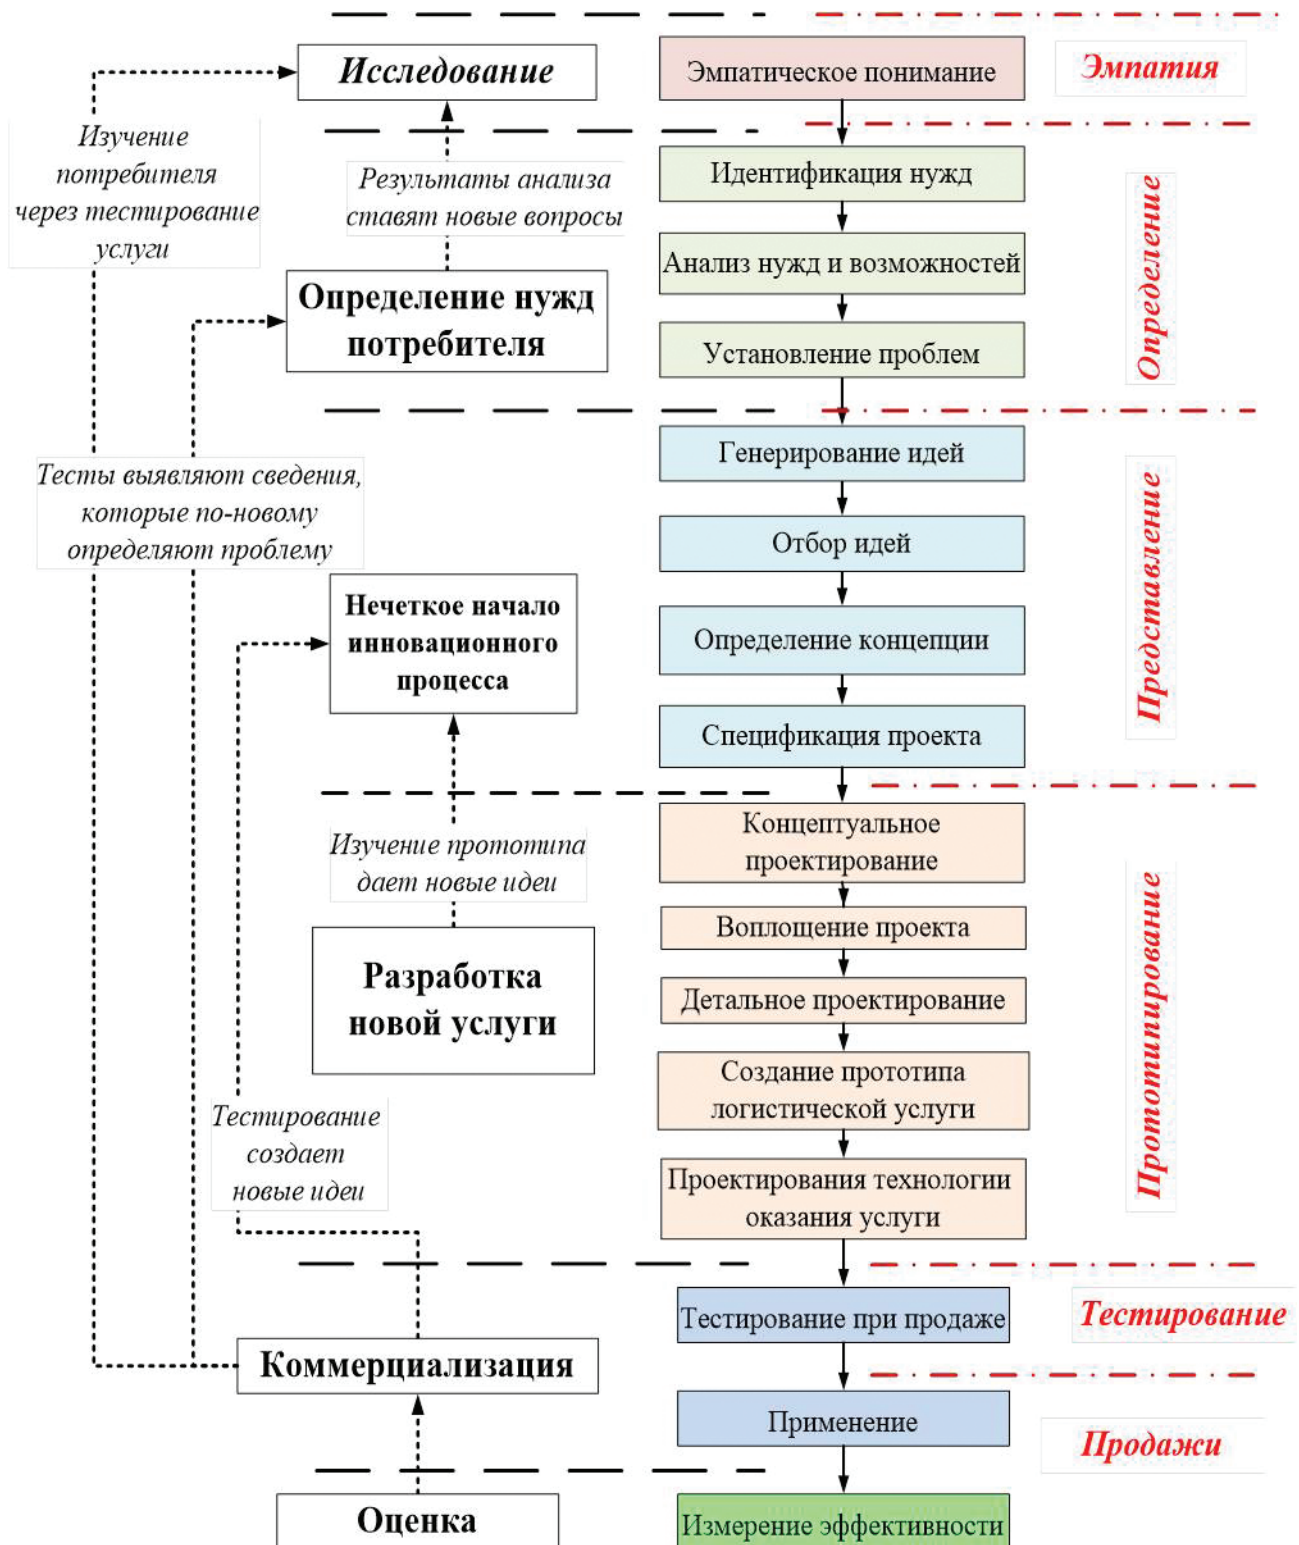 Исследование
Эмпатическое понимание
Эмпатия
Изучение
потребителя
через тестирование
услуги
Результаты анализа
ставят новые вопросы
Идентификация нужд
Анализ нужд и возможностей
Определение нужд
потребителя
Установление проблем
Определение
Тесты выявляют сведения,
которые по-новому
определяют проблему
Генерирование идей
Отбор идей
Нечеткое начало
инновационного
процесса
Определение концепции
Спецификация проекта
Представление
Изучение прототипа
дает новые идеи
Концептуальное
проектирование
Воплощение проекта
Разработка
новой услуги
Детальное проектирование
Создание прототипа
логистической услуги
Прототипирование
Тестирование
создает
новые идеи
Проектирования технологии
оказания услуги
Тестирование при продаже
Тестирование
Коммерциализация
Применение
Продажи
Оценка
Измерение эффективности